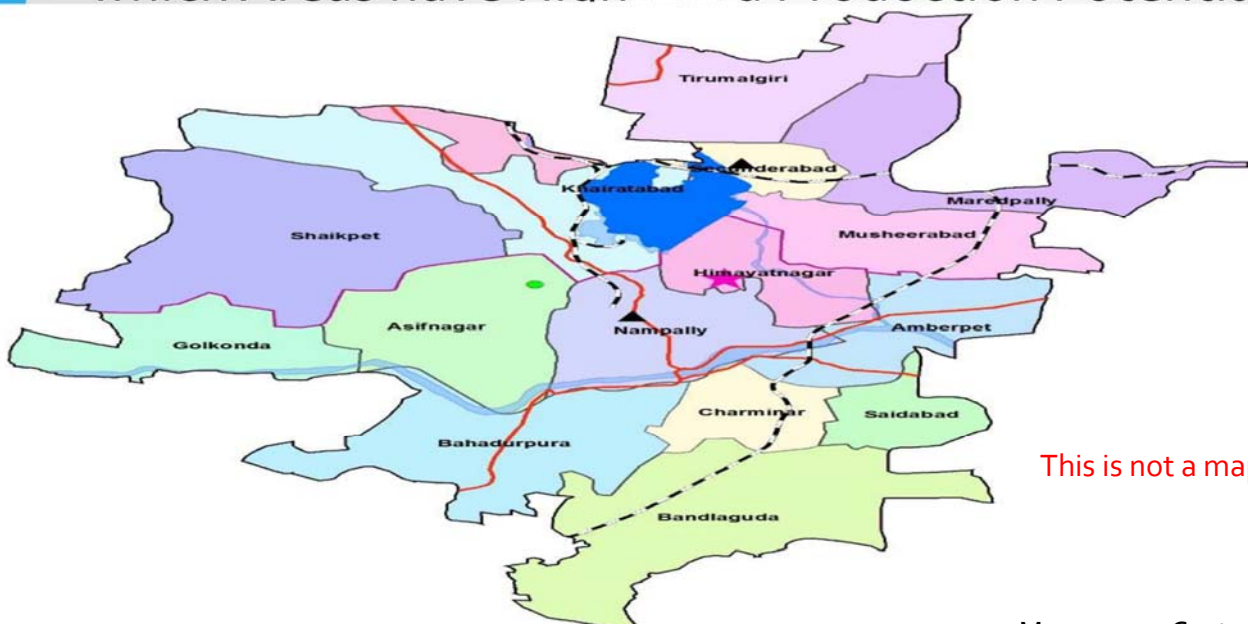 Tirumalgiri
Secunderabad
Khairatabad
Maredpally
Shaikpet
Musheerabad
Himayatnagar
Asifnagar
Nampally
Amberpet
Golkonda
Charminar
Saidabad
Bahadurpura
This is not a ma
Bandlaguda